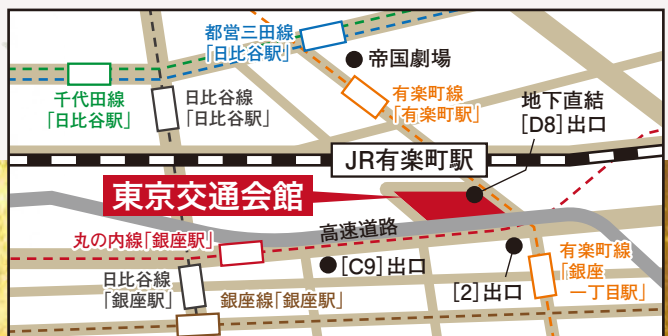 都営三田線
「日比谷駅」
帝国劇場
千代田線
「日比谷駅」
日比谷線
「日比谷駅」
有楽町線
「有楽町駅」
地下直結
[D8]出口
JR有楽町駅
東京交通会館
高速道路
丸の内線「銀座駅」
[C9]出口
有楽町線
「銀座
一丁目駅」
日比谷線
「銀座駅」
銀座線「銀座駅」
[2]出口